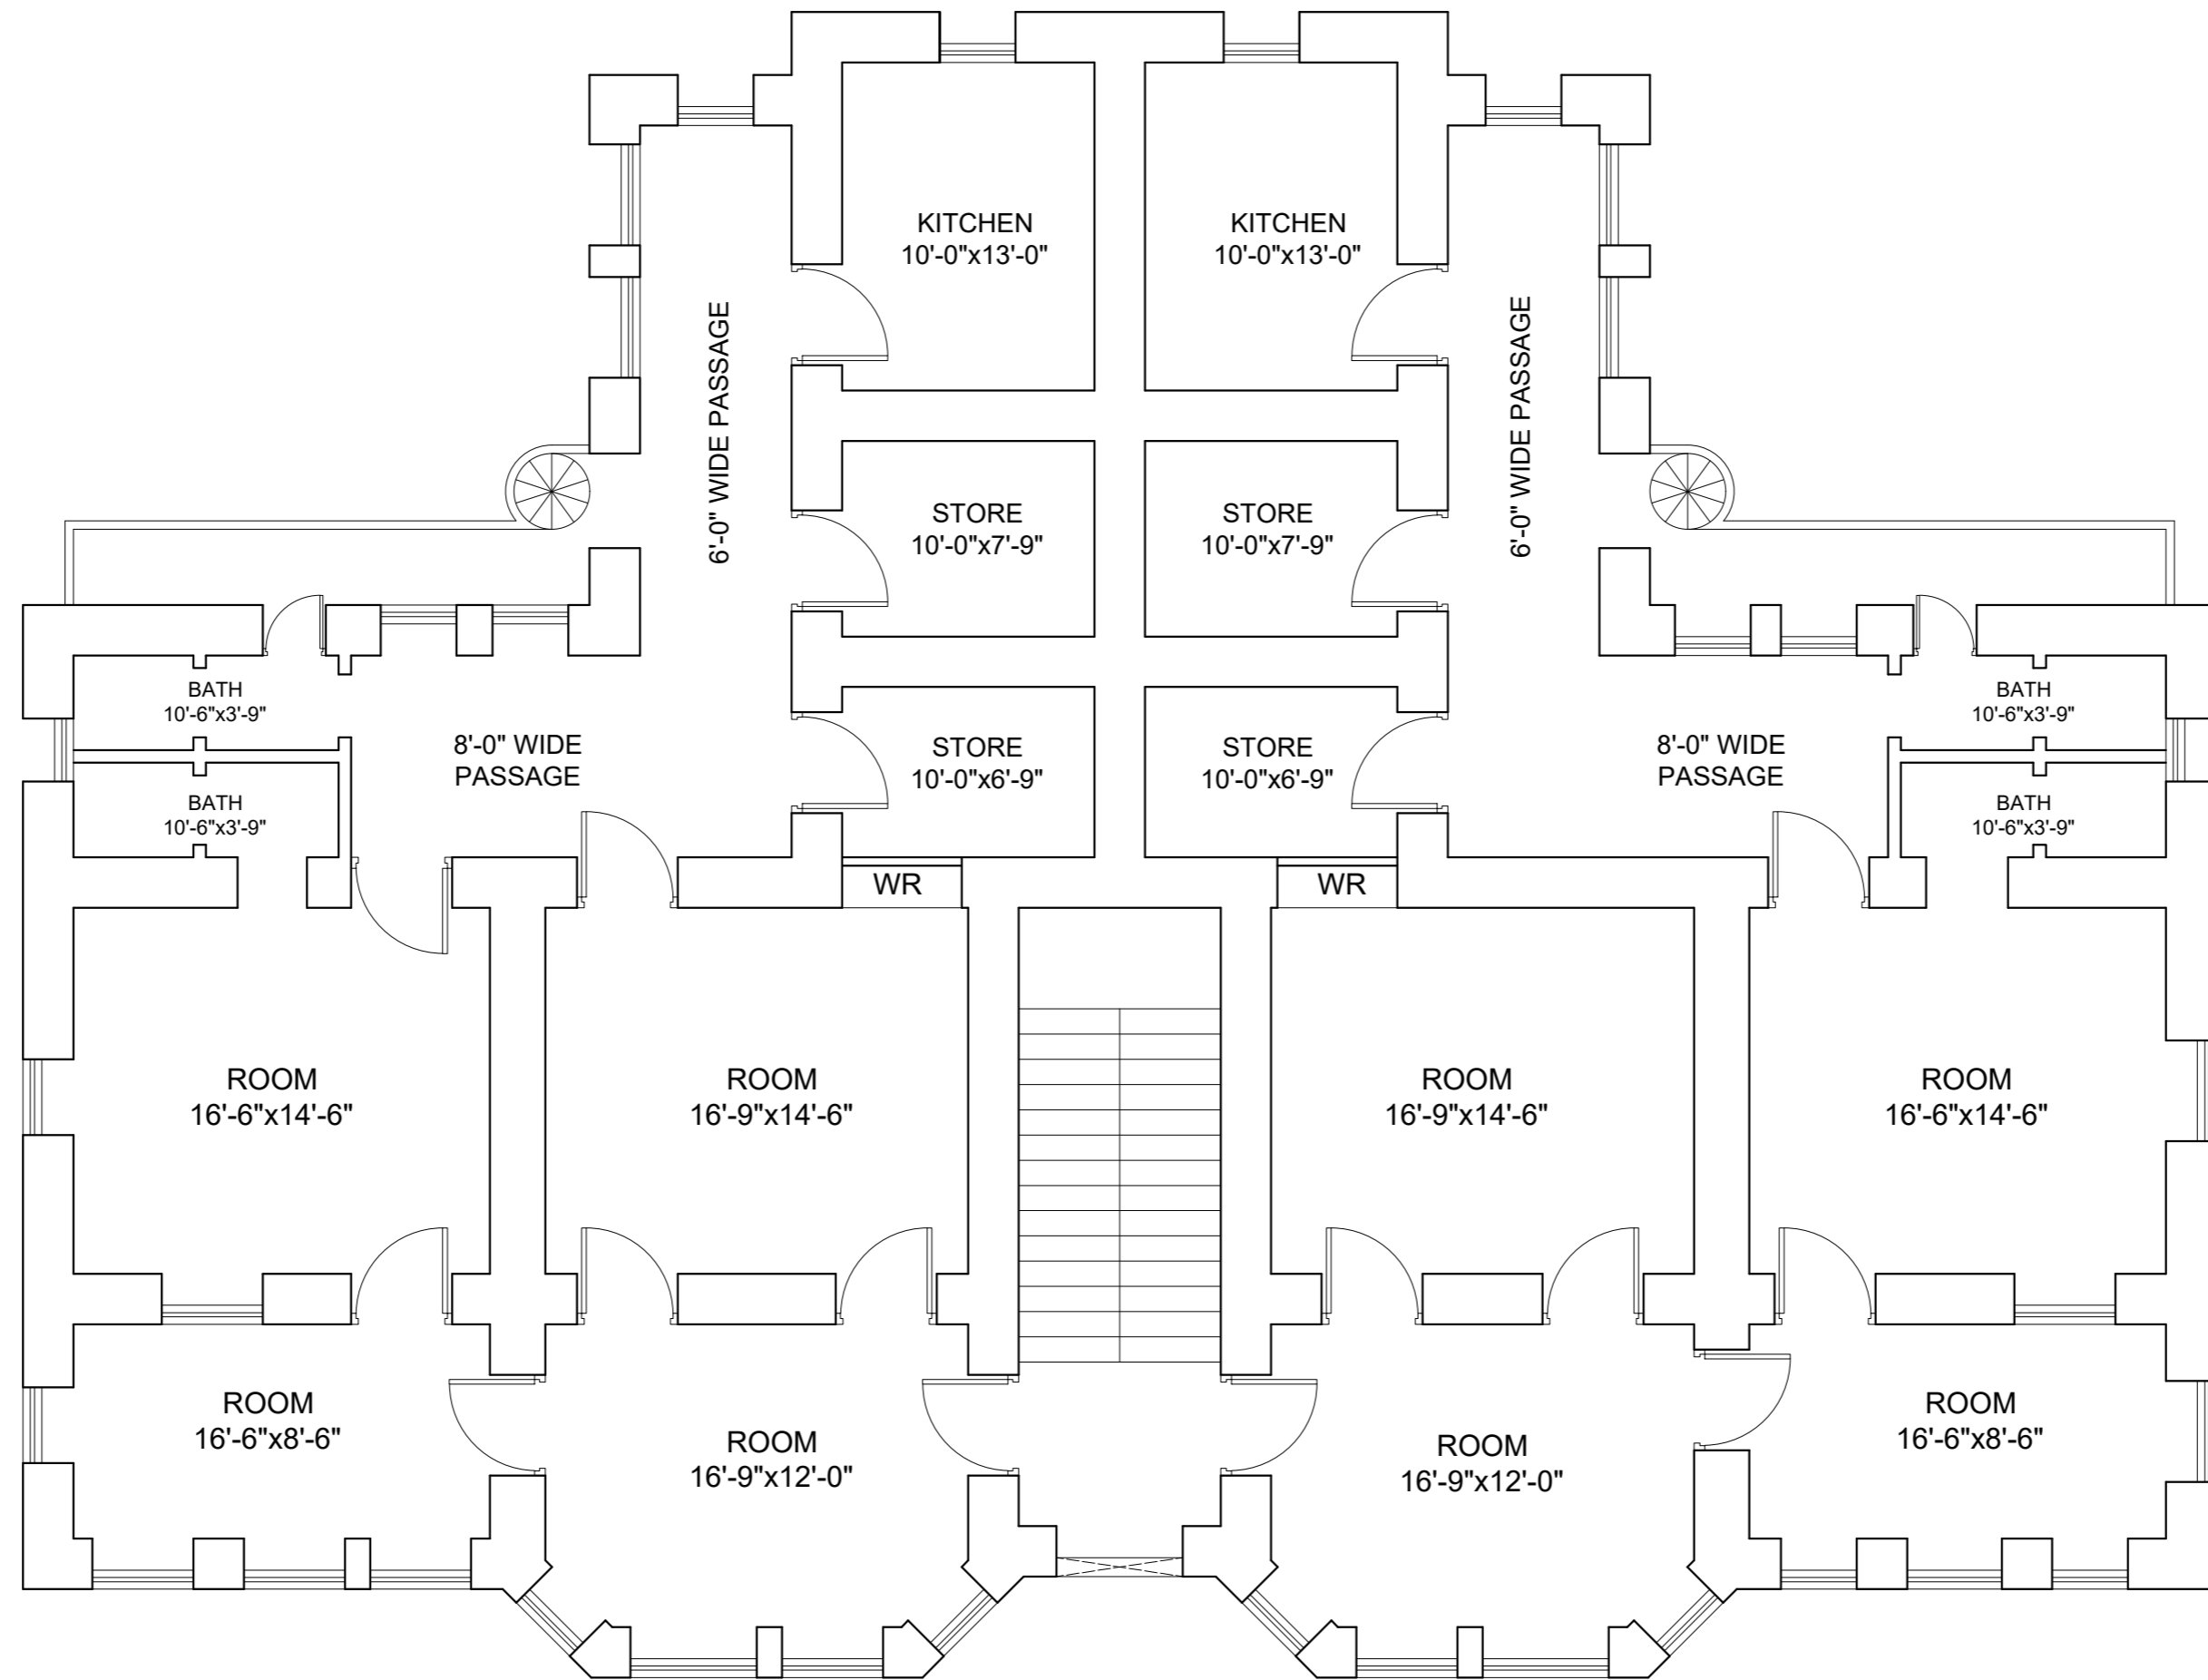 KITCHEN
10'-0"x13'-0"
KITCHEN
10'-0"x13'-0"
6'-0" WIDE PASSAGE
6'-0" WIDE PASSAGE
STORE
10'-0"x7'-9"
STORE
10'-0"x7'-9"
BATH
10'-6"x3'-9"
BATH
10'-6"x3'-9"
8'-0" WIDE
PASSAGE
STORE
10'-0"x6'-9"
STORE
10'-0"x6'-9"
8'-0" WIDE
PASSAGE
BATH
10'-6"x3'-9"
BATH
10'-6"x3'-9"
WR
WR
ROOM
16'-6"x14'-6"
ROOM
16'-9"x14'-6"
ROOM
16'-9"x14'-6"
ROOM
16'-6"x14'-6"
ROOM
16'-6"x8'-6"
ROOM
16'-9"x12'-0"
ROOM
16'-9"x12'-0"
ROOM
16'-6"x8'-6"